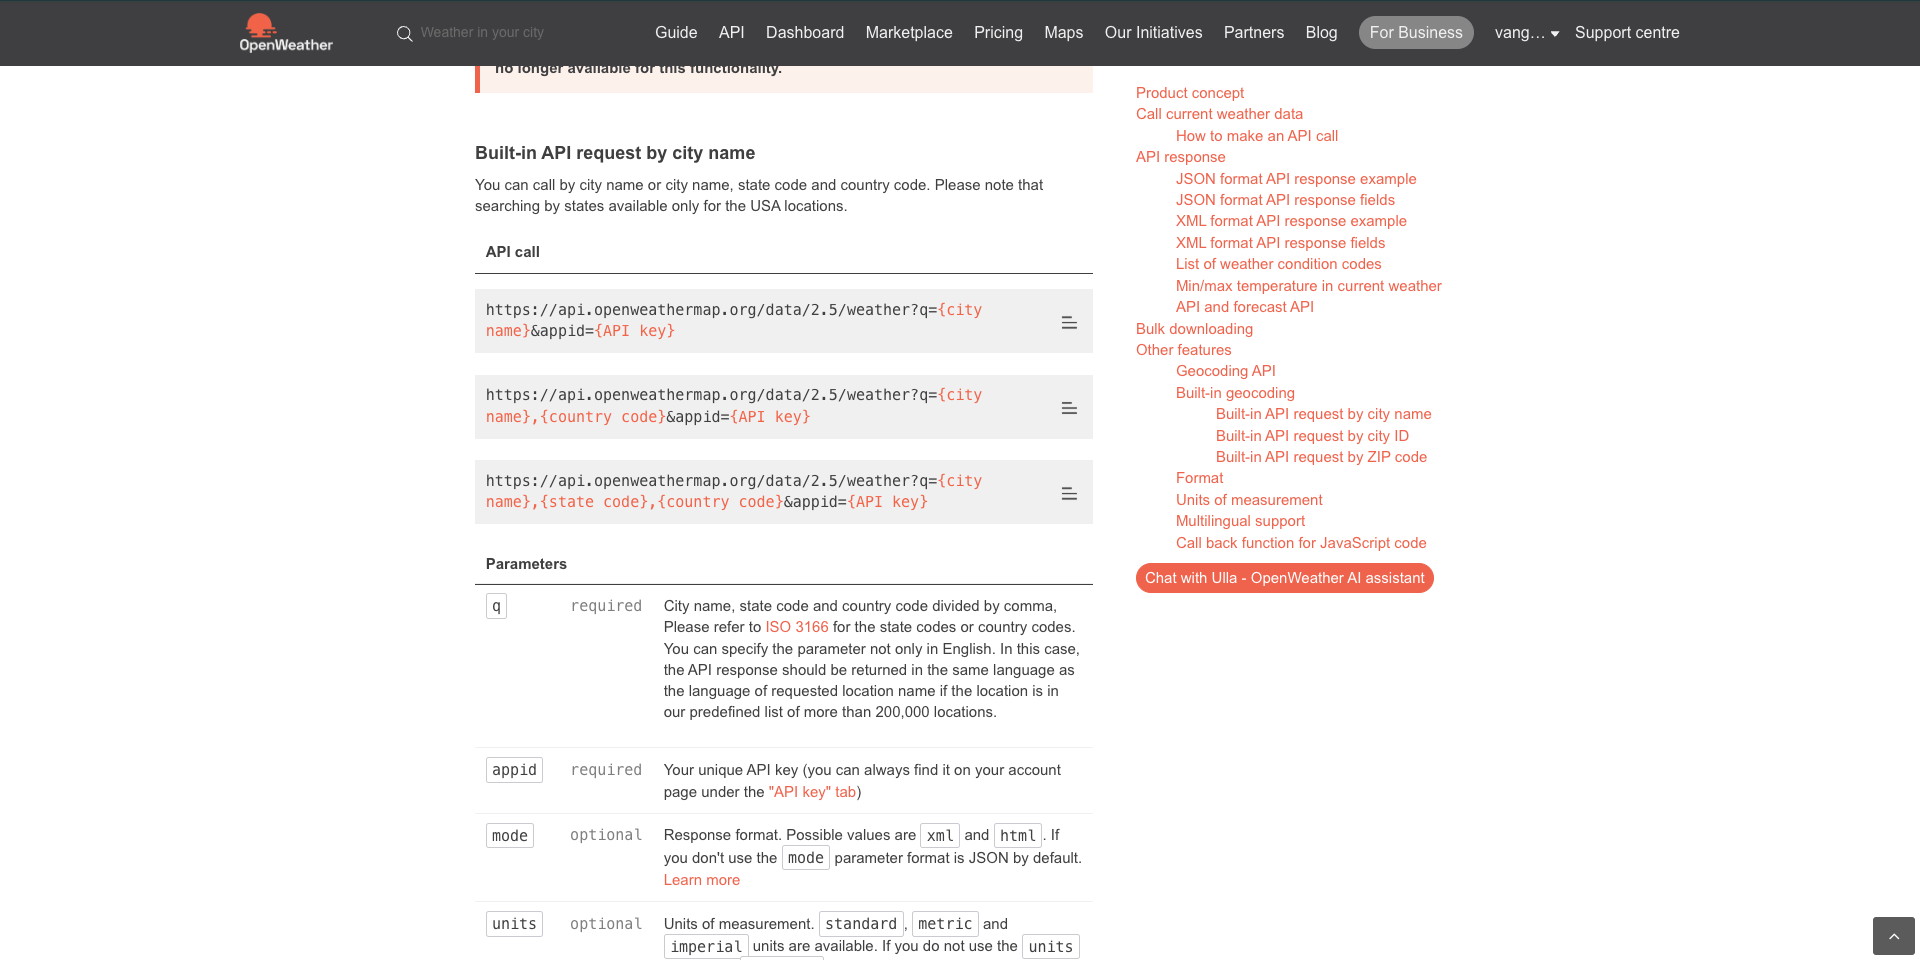 OpenWeather
Weather in your city
Guide
API
Dashboard
Marketplace
Pricing
Maps
Our Initiatives
Partners
Blog
For Business
vang...
Support centre
no longer available for this functionality.
Built-in API request by city name
You can call by city name or city name, state code and country code. Please note that
searching by states available only for the USA locations.
API call
https://api.openweathermap.org/data/2.5/weather?q={city
name}&appid={API key}
https://api.openweathermap.org/data/2.5/weather?q={city
name},{country code}&appid={API key}
https://api.openweathermap.org/data/2.5/weather?q={city
name},{state code},{country code}&appid={API key}
Parameters
q required City name, state code and country code divided by comma,
Please refer to ISO 3166 for the state codes or country codes.
You can specify the parameter not only in English. In this case,
the API response should be returned in the same language as
the language of requested location name if the location is in
our predefined list of more than 200,000 locations.
appid required Your unique API key (you can always find it on your account
page under the "API key" tab)
mode optional Response format. Possible values are xml and html. If
you don't use the mode parameter format is JSON by default.
Learn more
units optional Units of measurement. standard, metric and
imperial units are available. If you do not use the units
Product concept
Call current weather data
How to make an API call
API response
JSON format API response example
JSON format API response fields
XML format API response example
XML format API response fields
List of weather condition codes
Min/max temperature in current weather
API and forecast API
Bulk downloading
Other features
Geocoding API
Built-in geocoding
Built-in API request by city name
Built-in API request by city ID
Built-in API request by ZIP code
Format
Units of measurement
Multilingual support
Call back function for JavaScript code
Chat with Ulla - OpenWeather AI assistant